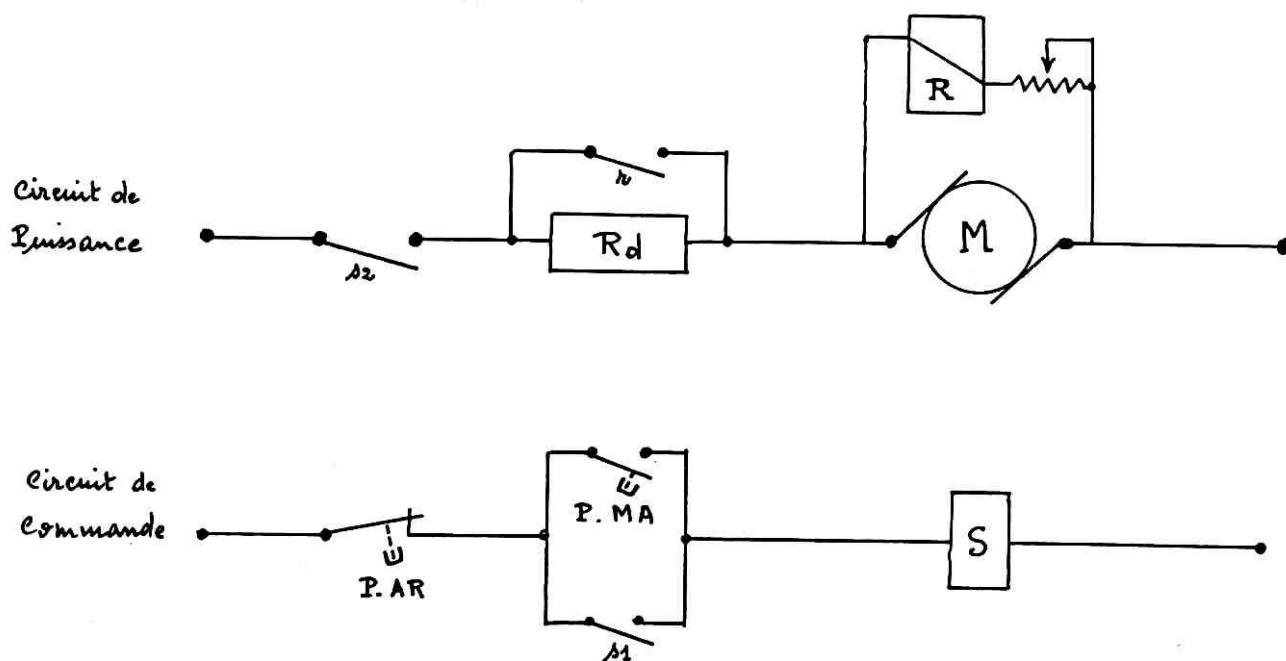 R
Circuit de
Puissance
r
s2
Rd
M
Circuit de
Commande
P. MA
P. AR
S
s1